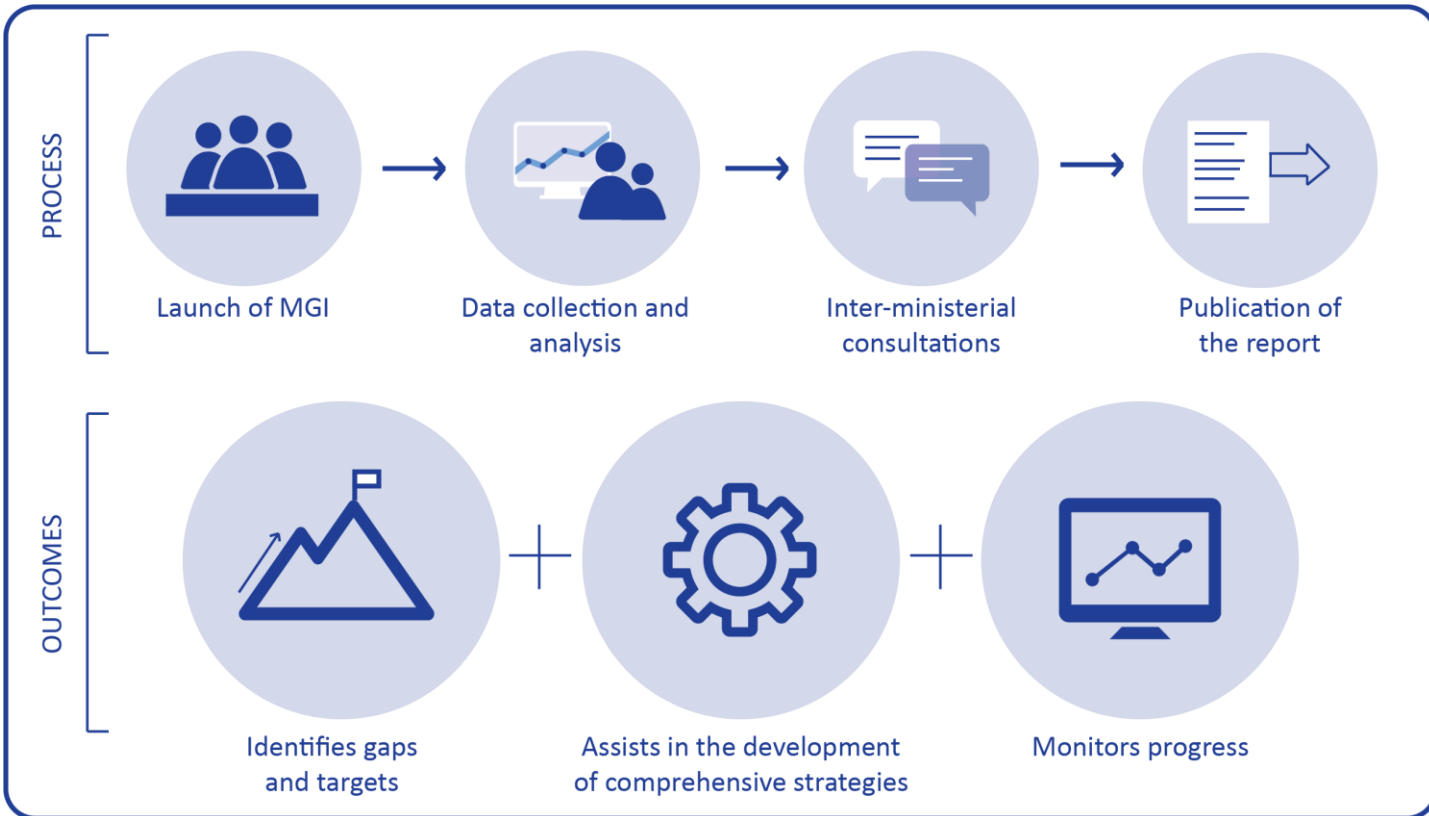 PROCESS
Launch of MGI
Data collection and
analysis
Inter-ministerial
consultations
Publication of
the report
OUTCOMES
Identifies gaps
and targets
Assists in the development
of comprehensive strategies
Monitors progress